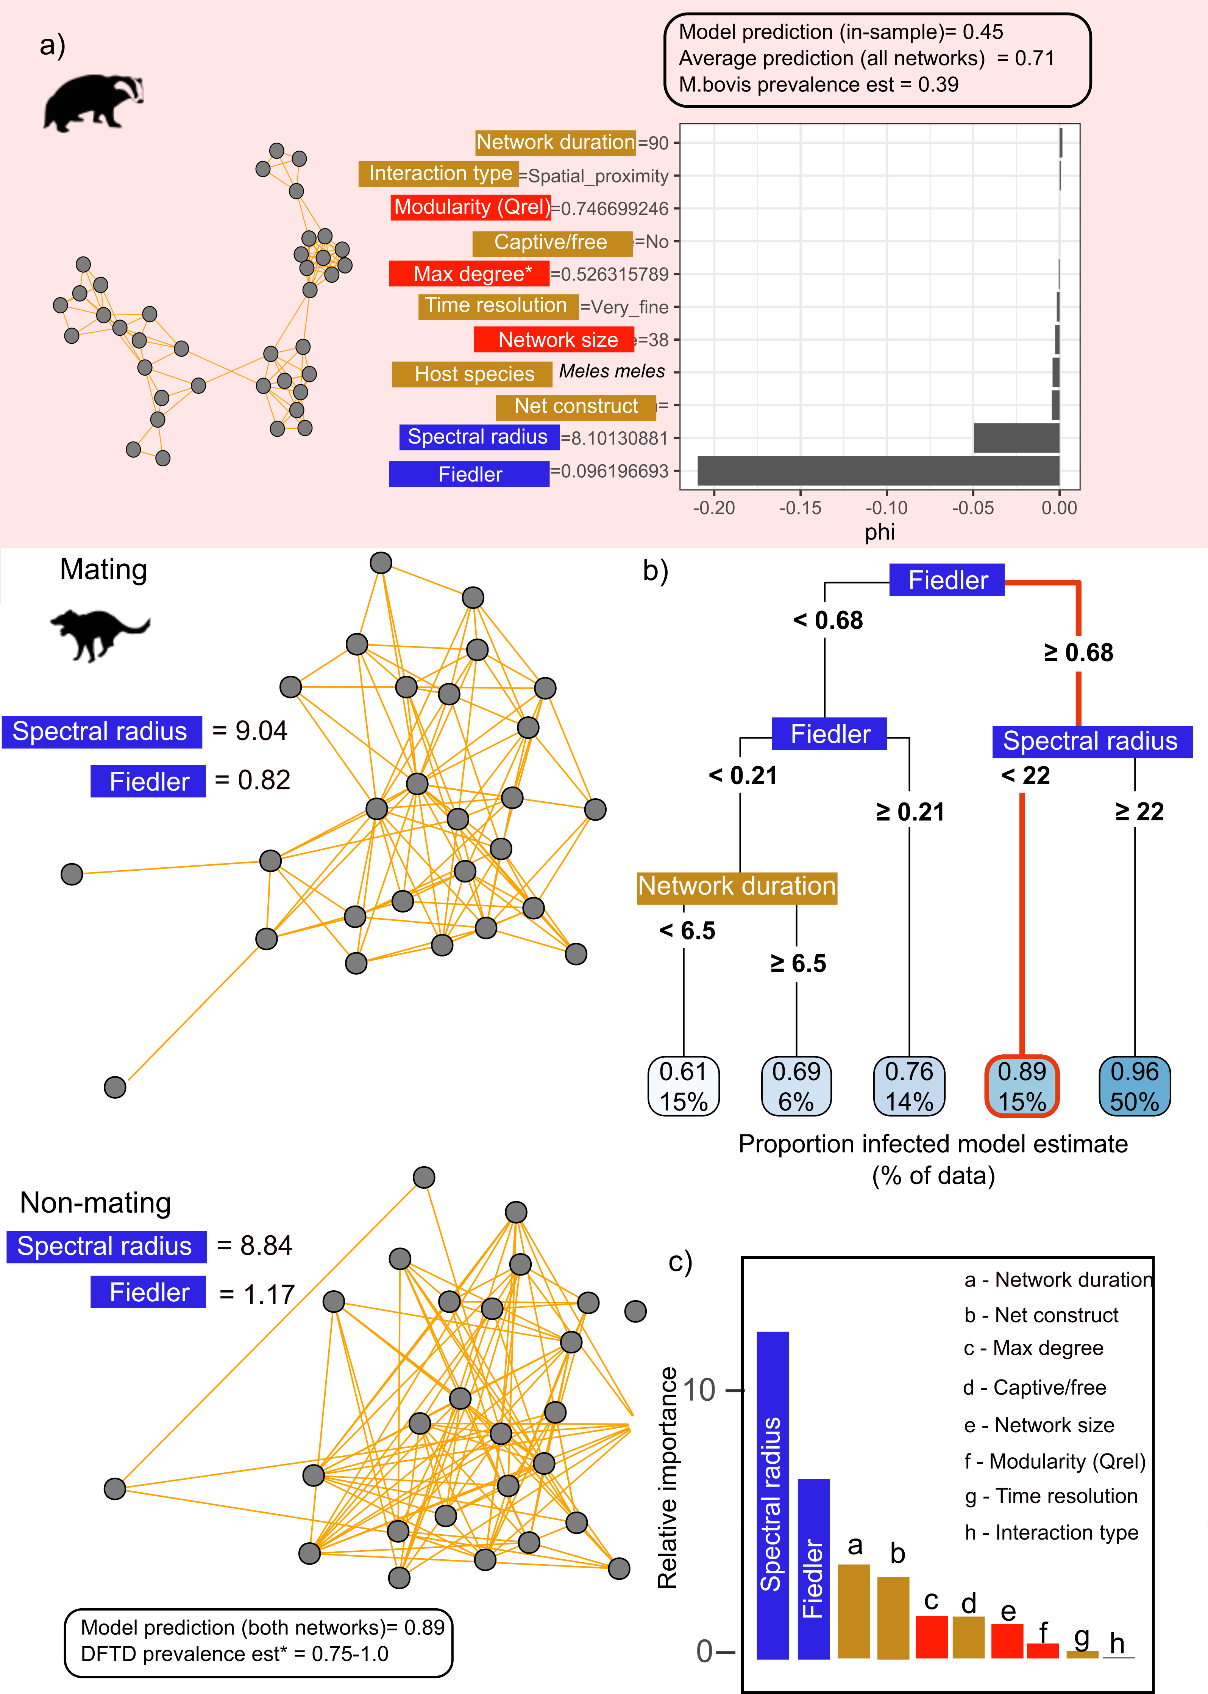 a)
Model prediction (in-sample)= 0.45
Average prediction (all networks) = 0.71
M.bovis prevalence est = 0.39
Network duration =90
Interaction type =Spatial_proximity
Modularity (Qrel) =0.746699246
Captive/free =No
Max degree* =0.526315789
Time resolution =Very_fine
Network size =38
Host species Meles meles
Net construct =
Spectral radius =8.10130881
Fiedler =0.096196693
-0.20 -0.15 -0.10 -0.05 0.00
phi
Mating
Spectral radius = 9.04
Fiedler = 0.82
b)
Fiedler
< 0.68
≥ 0.68
Fiedler
Spectral radius
< 0.21
≥ 0.21
< 22
≥ 22
Network duration
< 6.5
≥ 6.5
0.61 0.69 0.76 0.89 0.96
15% 6% 14% 15% 50%
Proportion infected model estimate
(% of data)
Non-mating
Spectral radius = 8.84
Fiedler = 1.17
Model prediction (both networks)= 0.89
DFTD prevalence est* = 0.75-1.0
c)
Relative importance
10
0
Spectral radius
Fiedler
a
b
c
d
e
f
g
h
a - Network duration
b - Net construct
c - Max degree
d - Captive/free
e - Network size
f - Modularity (Qrel)
g - Time resolution
h - Interaction type